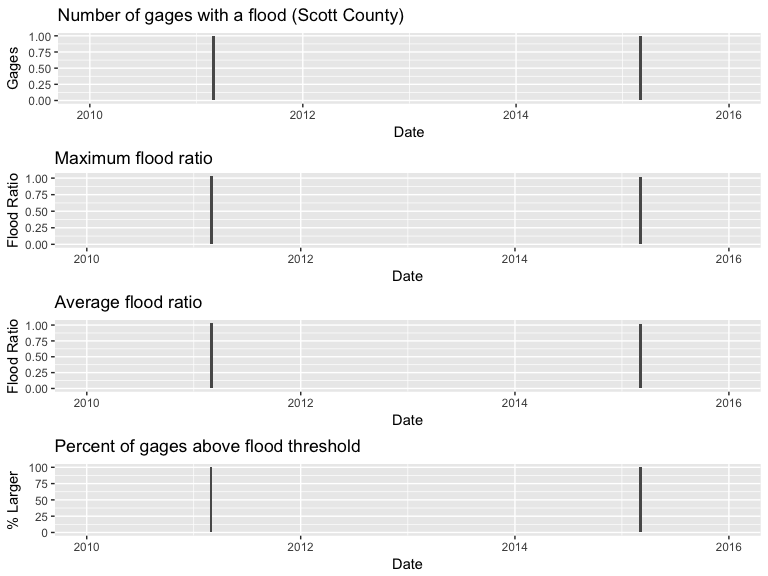 Number of gages with a flood (Scott County)
Gages
1.00
0.75
0.50
0.25
0.00
2010 2012 2014 2016
Date
Maximum flood ratio
Flood Ratio
1.00
0.75
0.50
0.25
0.00
2010 2012 2014 2016
Date
Average flood ratio
Flood Ratio
1.00
0.75
0.50
0.25
0.00
2010 2012 2014 2016
Date
Percent of gages above flood threshold
% Larger
100
75
50
25
0
2010 2012 2014 2016
Date